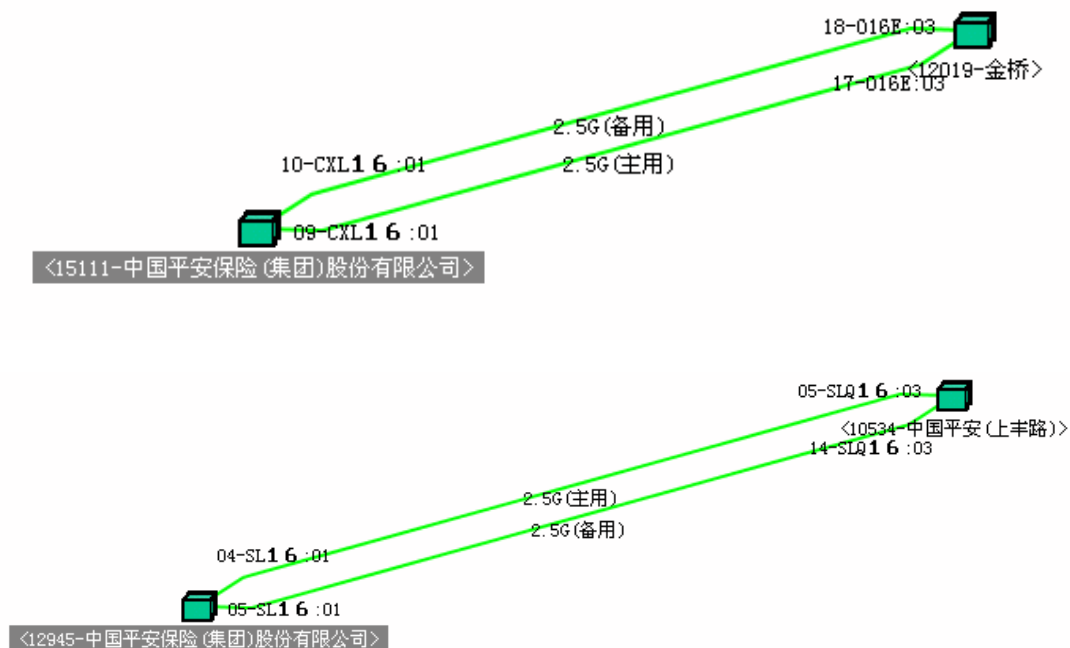 18-O16E:03
<12019-金桥>
17-O16E:03
2.5G(备用)
10-CXL16:01
2.5G(主用)
09-CXL16:01
<15111-中国平安保险(集团)股份有限公司>
05-SLQ16:03
<10534-中国平安(上丰路)>
14-SLQ16:03
2.5G(主用)
2.5G(备用)
04-SL16:01
05-SL16:01
<12945-中国平安保险(集团)股份有限公司>